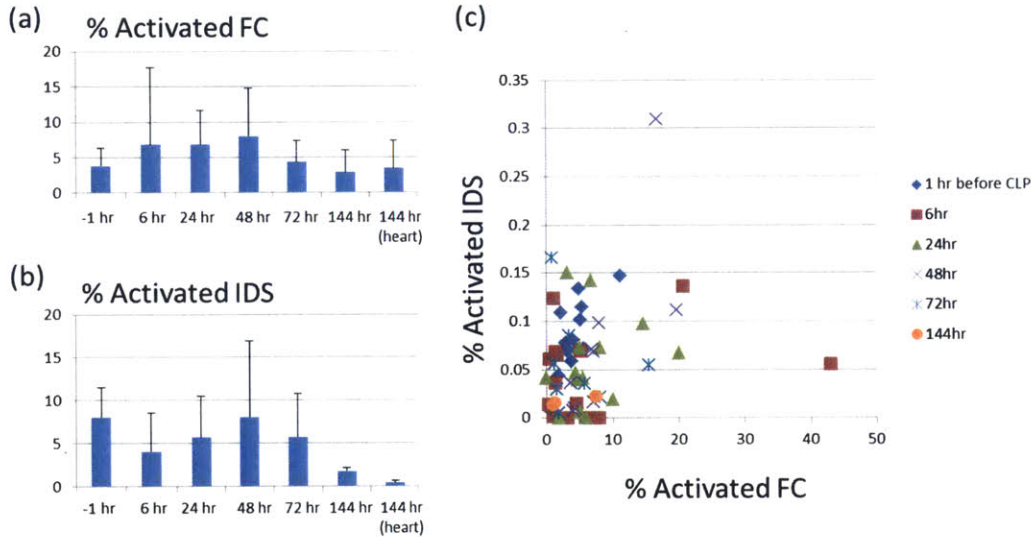 (a)
% Activated FC
20
15
10
5
0
-1 hr 6 hr 24 hr 48 hr 72 hr 144 hr 144 hr
(heart)
(b)
% Activated IDS
20
15
10
5
0
-1 hr 6 hr 24 hr 48 hr 72 hr 144 hr 144 hr
(heart)
(c)
0.35
0.3
0.25
0.2
0.15
0.1
0.05
0
% Activated IDS
0 10 20 30 40 50
% Activated FC
1 hr before CLP
6hr
24hr
48hr
72hr
144hr